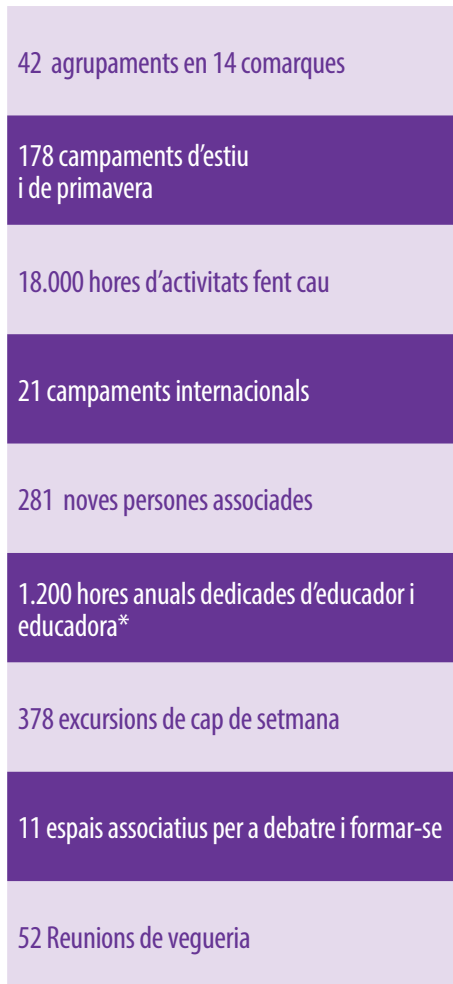 42 agrupaments en 14 comarques
178 campaments d'estiu
i de primavera
18.000 hores d'activitats fent cau
21 campaments internacionals
281 noves persones associades
1.200 hores anuals dedicades d'educador i
educadora*
378 excursions de cap de setmana
11 espais associatius per a debatre i formar-se
52 Reunions de vegueria